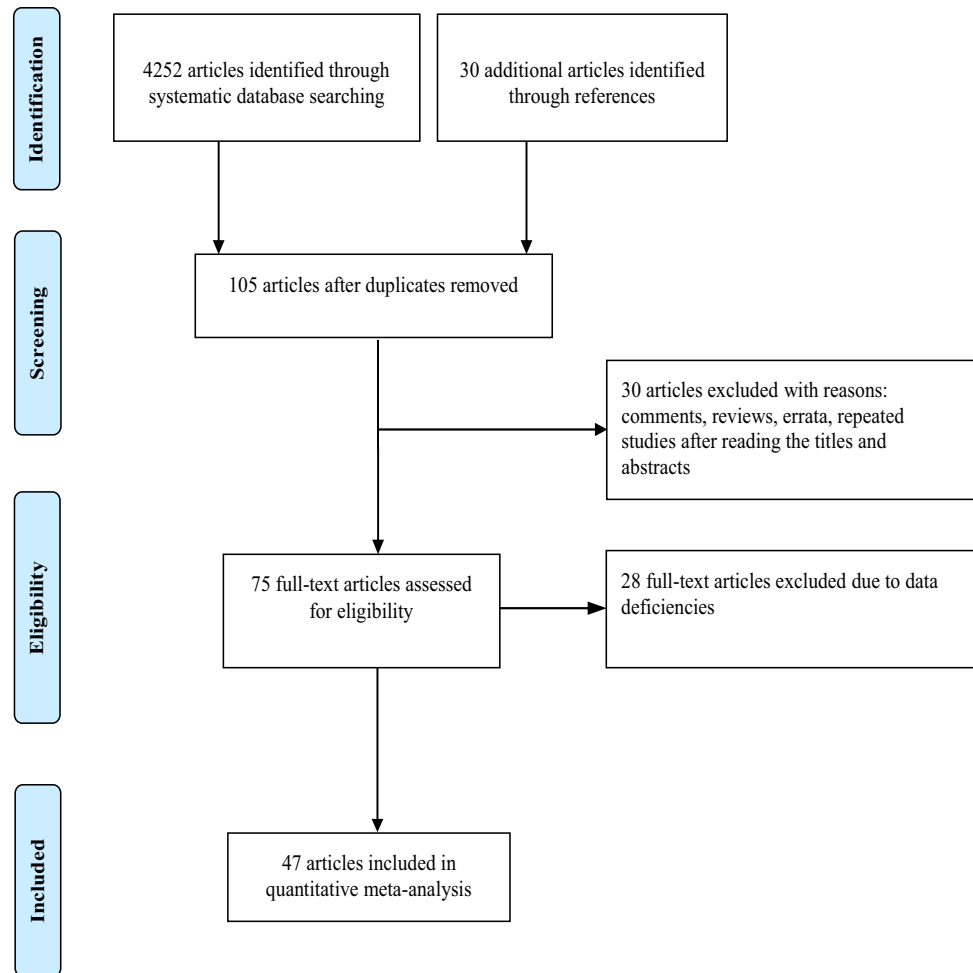 Identification
4252 articles identified through
systematic database searching
30 additional articles identified
through references
Screening
105 articles after duplicates removed
30 articles excluded with reasons:
comments, reviews, errata, repeated
studies after reading the titles and
abstracts
Eligibility
75 full-text articles assessed
for eligibility
28 full-text articles excluded due to data
deficiencies
Included
47 articles included in
quantitative meta-analysis